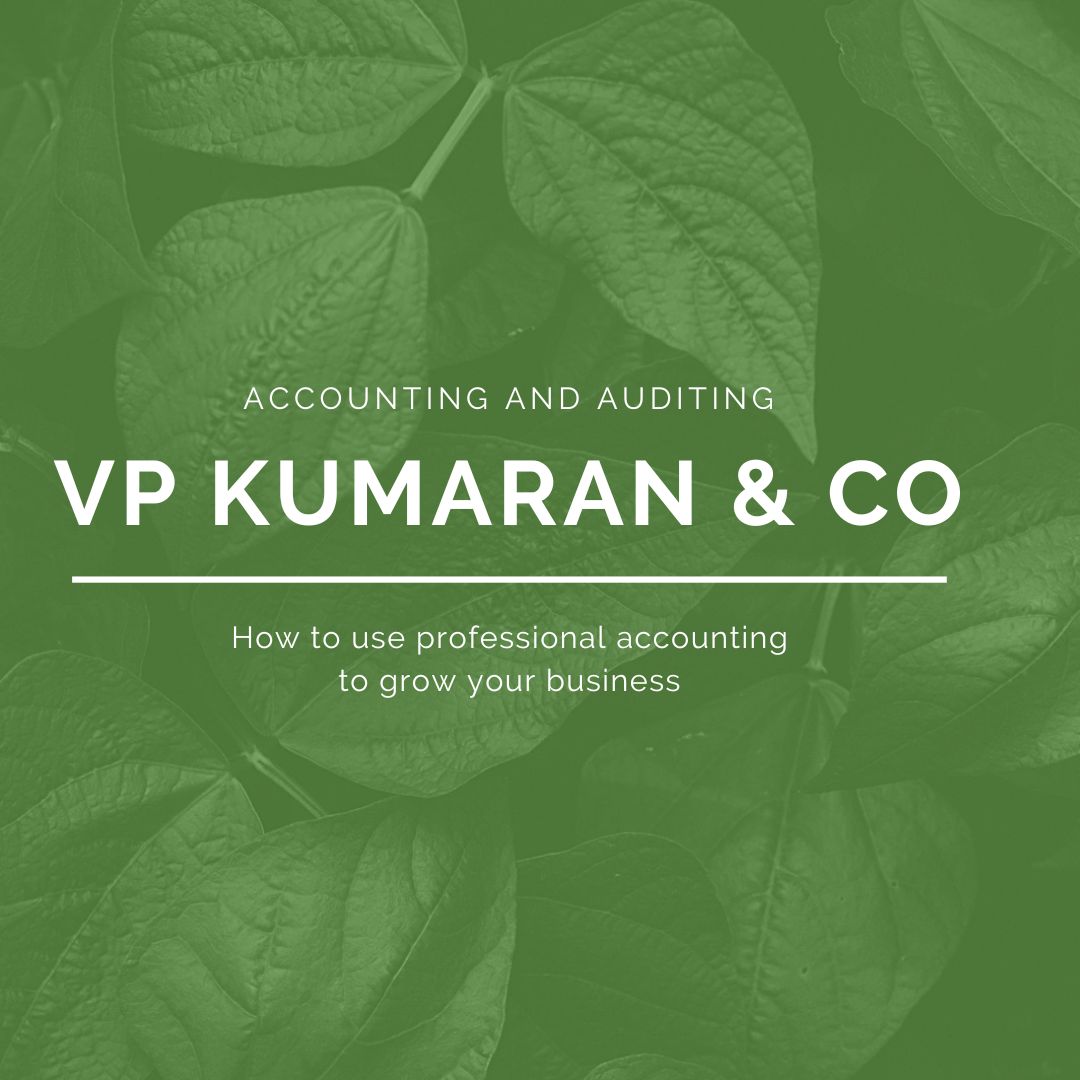 ACCOUNTING AND AUDITING
VP KUMARAN & CO
How to use professional accounting
to grow your business